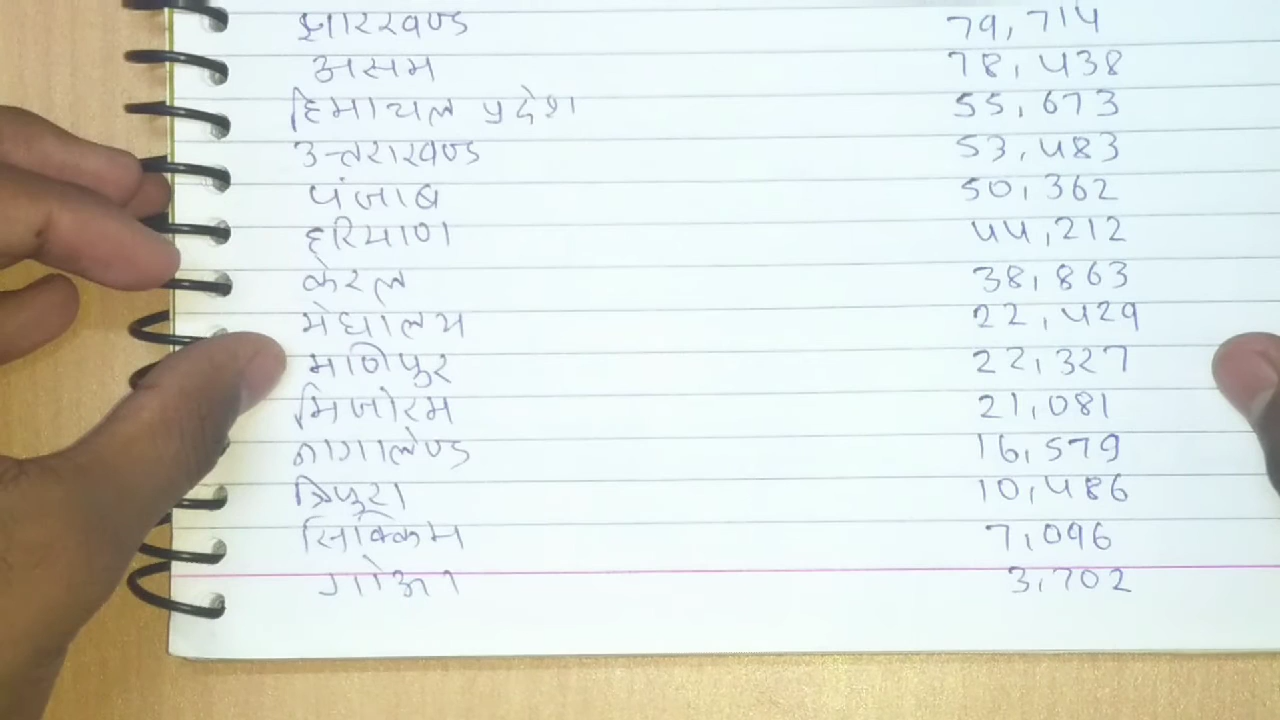 झारखण्ड 79,714
असम 78,438
हिमाचल प्रदेश 55,673
उत्तराखण्ड 53,483
पंजाब 50,362
हरियाणा 44,212
केरल 38,863
मेघालय 22,429
मणिपुर 22,327
मिजोरम 21,081
नागालेण्ड 16,579
त्रिपुरा 10,486
सिक्किम 7,096
गोआ 3,702